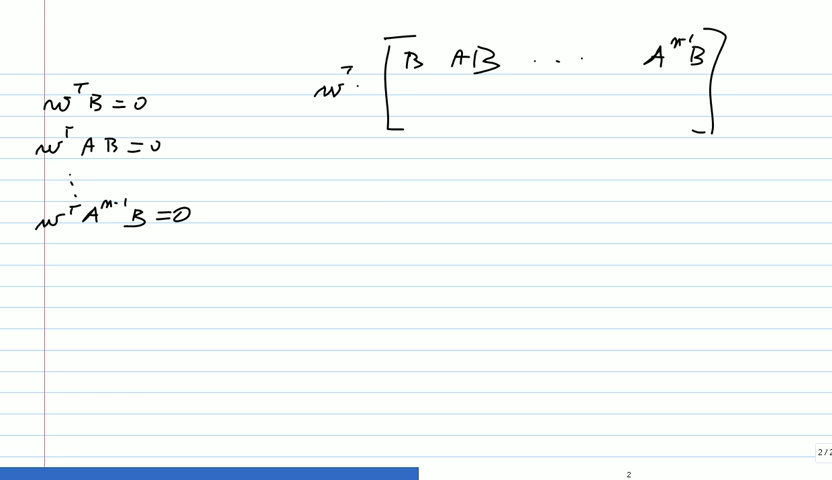 w^T [B AB ... A^{n-1}B]
w^T B = 0
w^T A B = 0
⋮
w^T A^{n-1} B = 0
2/2
2